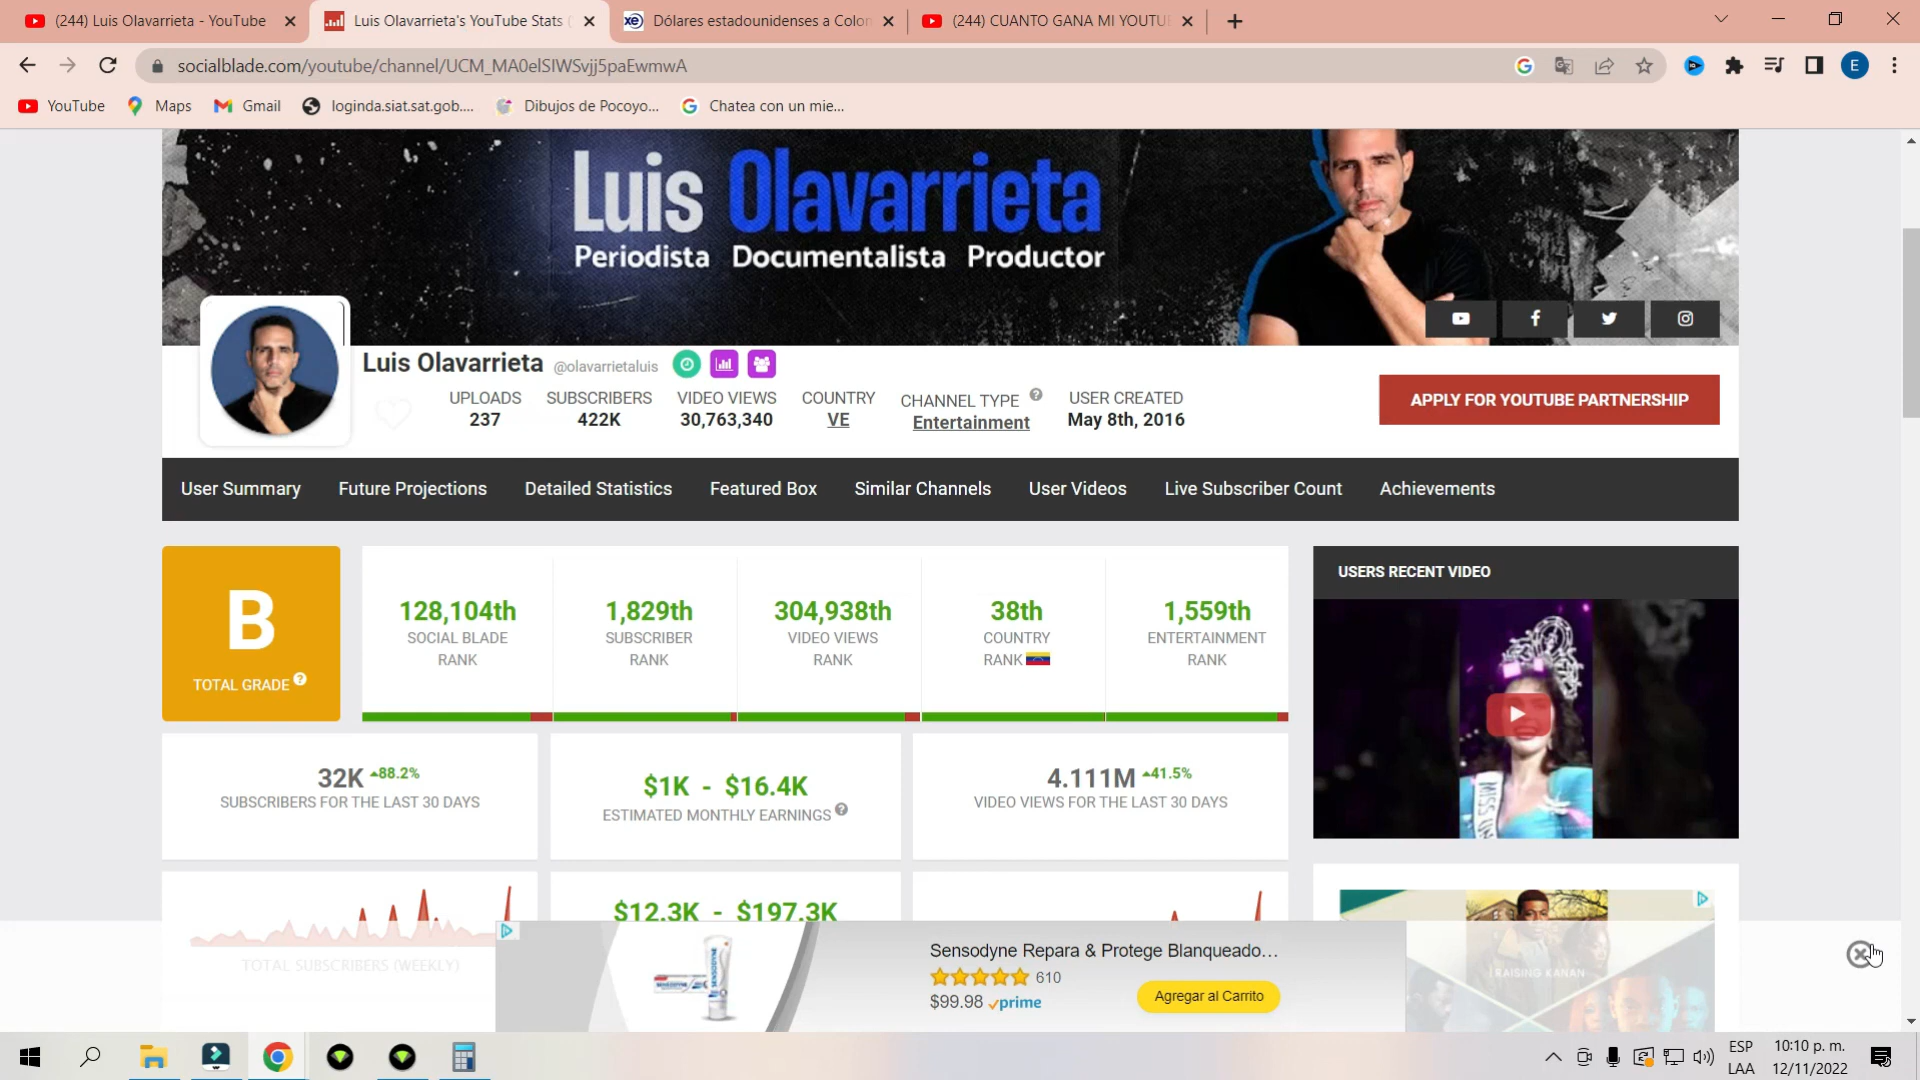 (244) Luis Olavarrieta - YouTube
Luis Olavarrieta's YouTube Stats (
Dólares estadounidenses a Colon
(244) CUANTO GANA MI YOUTU
socialblade.com/youtube/channel/UCM_MA0elSIWSvjj5paEwmwA
E
YouTube
Maps
Gmail
loginda.siat.sat.gob....
Dibujos de Pocoyo...
Chatea con un mie...
Luis Olavarrieta
Periodista Documentalista Productor
Luis Olavarrieta @olavarrietaluis
UPLOADS
237
SUBSCRIBERS
422K
VIDEO VIEWS
30,763,340
COUNTRY
VE
CHANNEL TYPE
Entertainment
USER CREATED
May 8th, 2016
APPLY FOR YOUTUBE PARTNERSHIP
User Summary Future Projections Detailed Statistics Featured Box Similar Channels User Videos Live Subscriber Count Achievements
B
TOTAL GRADE
128,104th
SOCIAL BLADE
RANK
1,829th
SUBSCRIBER
RANK
304,938th
VIDEO VIEWS
RANK
38th
COUNTRY
RANK
1,559th
ENTERTAINMENT
RANK
USERS RECENT VIDEO
32K 88.2%
SUBSCRIBERS FOR THE LAST 30 DAYS
$1K - $16.4K
ESTIMATED MONTHLY EARNINGS
4.111M 41.5%
VIDEO VIEWS FOR THE LAST 30 DAYS
TOTAL SUBSCRIBERS (WEEKLY)
$12.3K - $197.3K
Sensodyne Repara & Protege Blanqueado...
610
$99.98 prime
Agregar al Carrito
RAISING KANAN
ESP
LAA
10:10 p. m.
12/11/2022